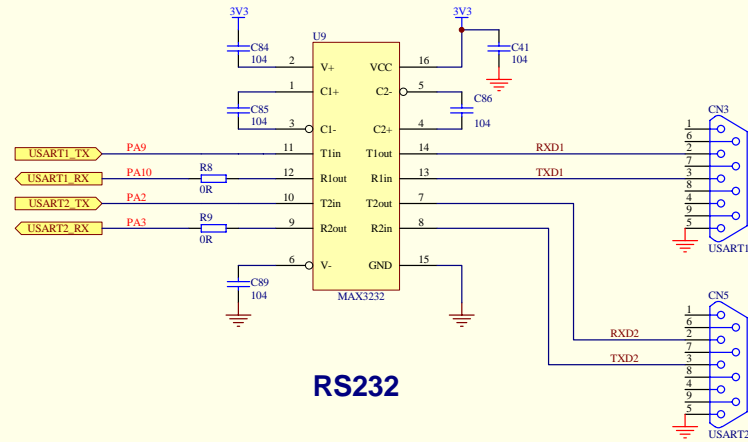 3V3
3V3
U9
C84
104
2
V+
VCC
16
C41
104
1
C1+
C2-
5
C85
104
C86
104
3
C1-
C2+
4
USART1_TX
PA9
11
T1in
T1out
14
RXD1
USART1_RX
PA10
R8
0R
12
R1out
R1in
13
TXD1
USART2_TX
PA2
10
T2in
T2out
7
USART2_RX
PA3
R9
0R
9
R2out
R2in
8
6
V-
GND
15
C89
104
MAX3232
CN3
1
6
2
7
3
8
4
9
5
USART1
CN5
1
6
2
7
3
8
4
9
5
RXD2
TXD2
USART2
RS232